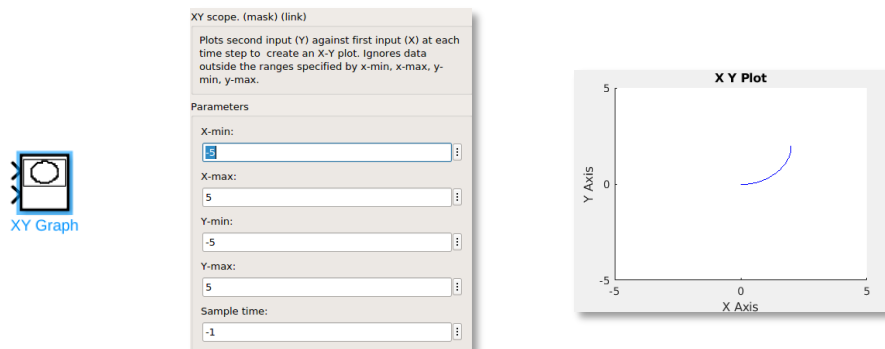 XY Graph
XY scope. (mask) (link)
Plots second input (Y) against first input (X) at each
time step to create an X-Y plot. Ignores data
outside the ranges specified by x-min, x-max, y-
min, y-max.
Parameters
X-min:
-5
X-max:
5
Y-min:
-5
Y-max:
5
Sample time:
-1
X Y Plot
5
Y Axis
0
-5
-5
0
5
X Axis